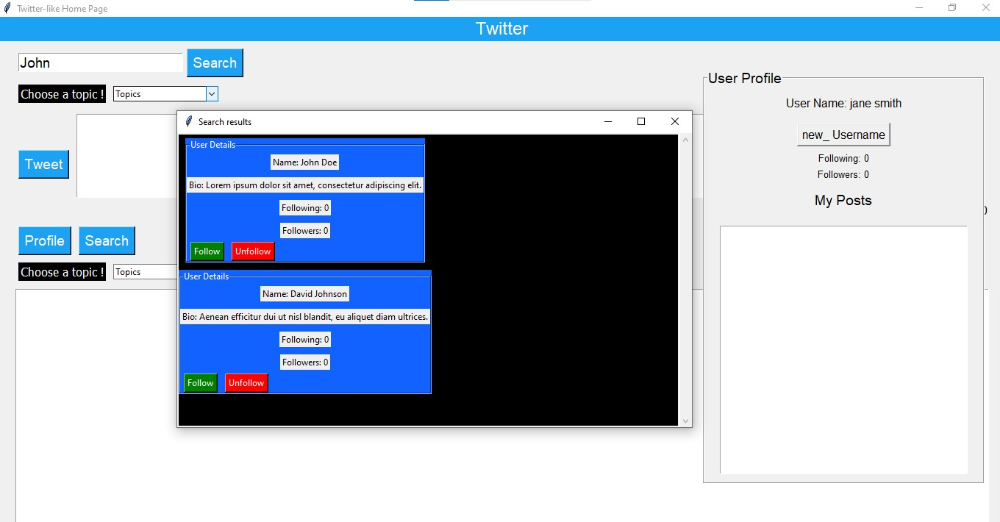 Twitter-like Home Page
Twitter
John Search
Choose a topic ! Topics
Tweet
Profile Search
Choose a topic ! Topics
Search results
User Details
Name: John Doe
Bio: Lorem ipsum dolor sit amet, consectetur adipiscing elit.
Following: 0
Followers: 0
Follow Unfollow
User Details
Name: David Johnson
Bio: Aenean efficitur dui ut nisl blandit, eu aliquet diam ultrices.
Following: 0
Followers: 0
Follow Unfollow
User Profile
User Name: jane smith
new_ Username
Following: 0
Followers: 0
My Posts
)